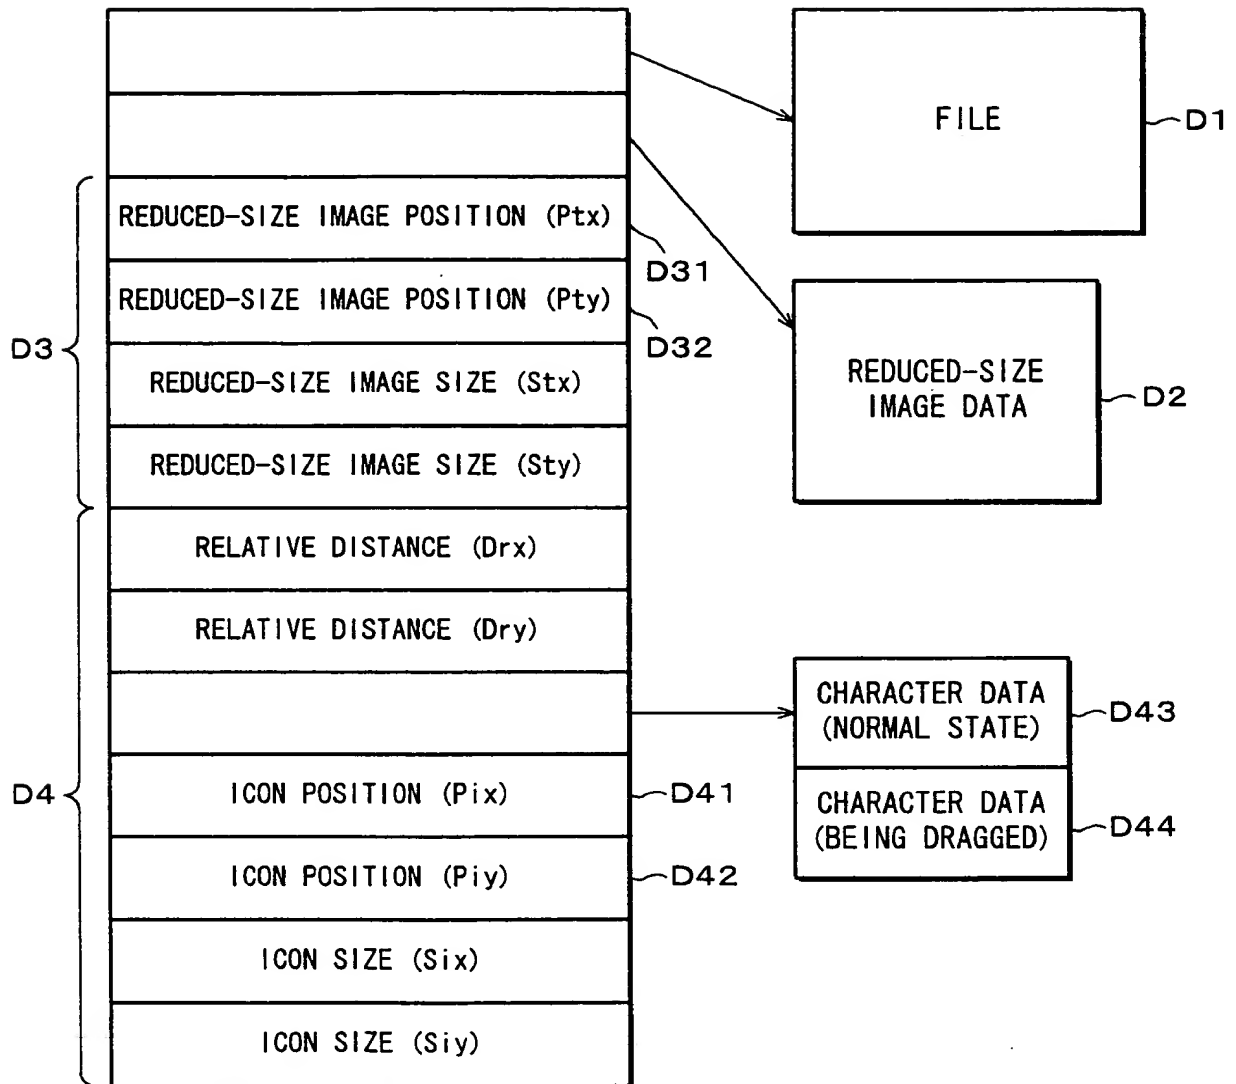 FILE
D1
REDUCED-SIZE IMAGE POSITION (Ptx)
D31
REDUCED-SIZE IMAGE POSITION (Pty)
D32
D3
REDUCED-SIZE IMAGE SIZE (Stx)
REDUCED-SIZE
IMAGE DATA
D2
REDUCED-SIZE IMAGE SIZE (Sty)
RELATIVE DISTANCE (Drx)
RELATIVE DISTANCE (Dry)
CHARACTER DATA
(NORMAL STATE)
D43
D4
ICON POSITION (Pix)
D41
CHARACTER DATA
(BEING DRAGGED)
D44
ICON POSITION (Piy)
D42
ICON SIZE (Six)
ICON SIZE (Siy)